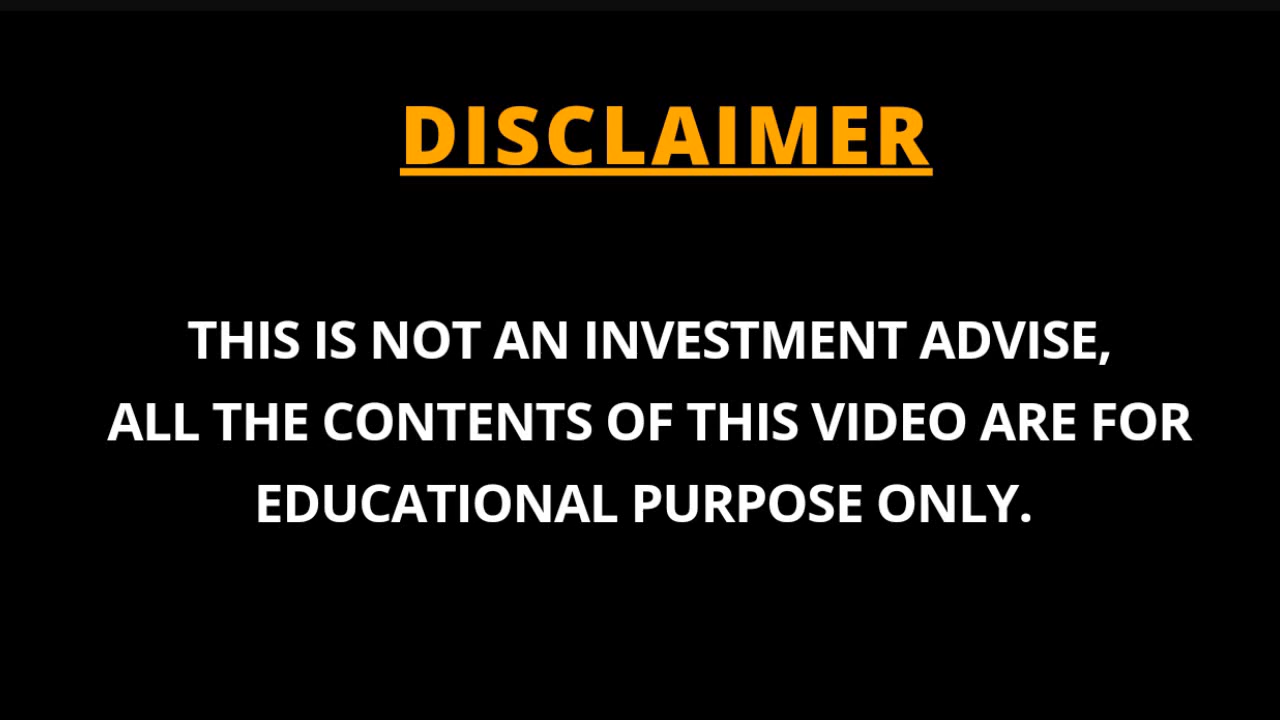 DISCLAIMER
THIS IS NOT AN INVESTMENT ADVISE,
ALL THE CONTENTS OF THIS VIDEO ARE FOR
EDUCATIONAL PURPOSE ONLY.